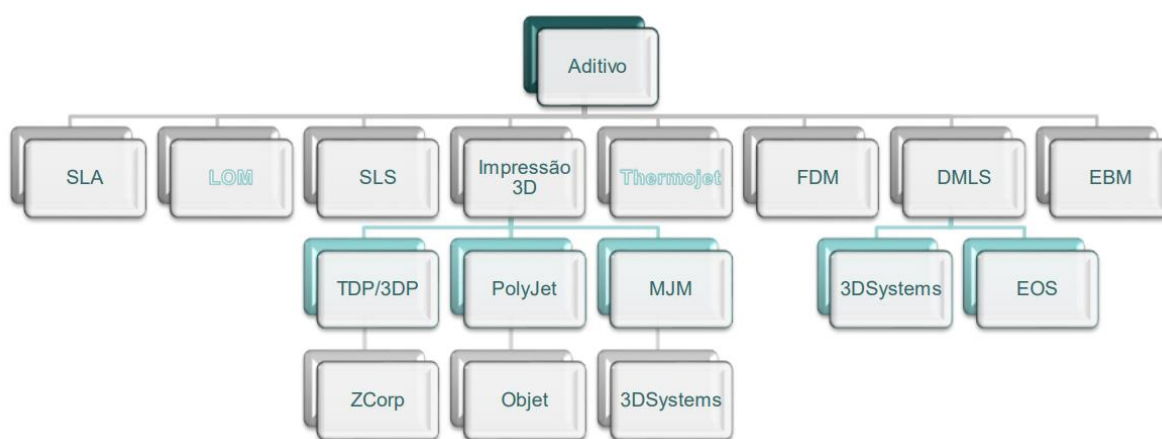 Aditivo
SLA
LOM
SLS
Impressão
3D
Thermojet
FDM
DMLS
EBM
TDP/3DP
PolyJet
MJM
3DSystems
EOS
ZCorp
Objet
3DSystems